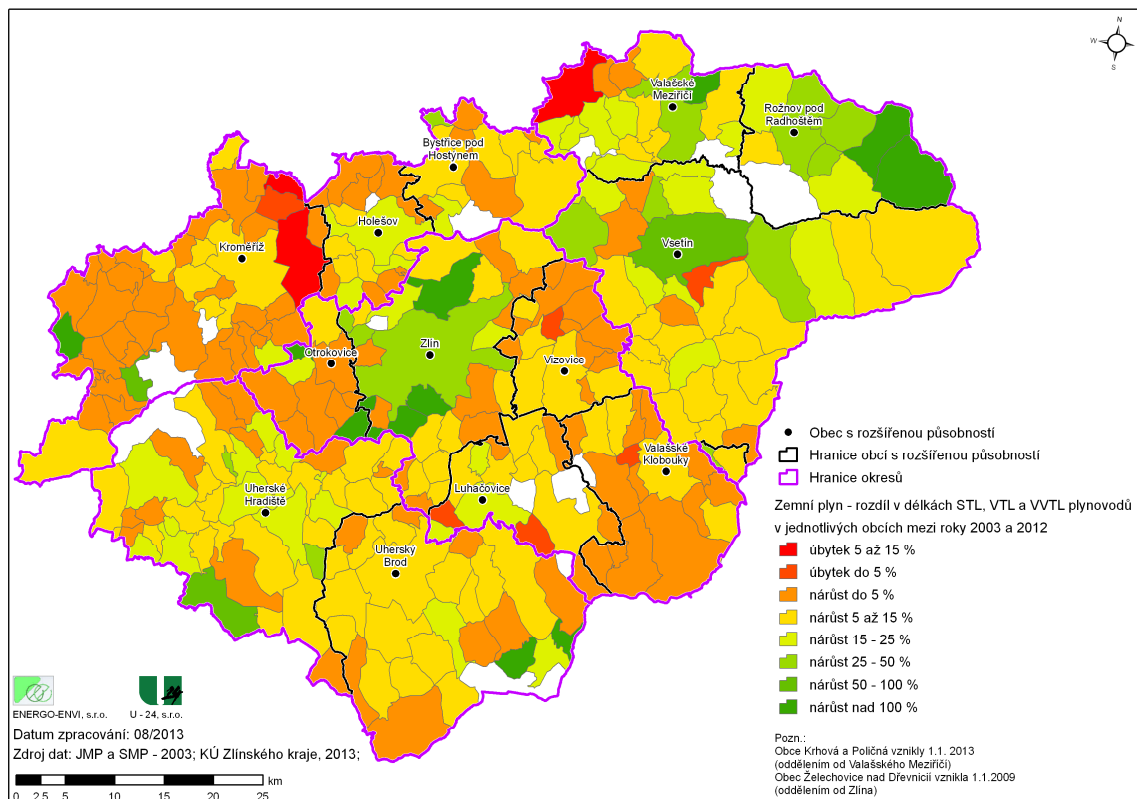 N
W
E
S
Valašské
Meziříčí
Rožnov pod
Radhoštěm
Bystřice pod
Hostýnem
Holešov
Kroměříž
Vsetín
Otrokovice
Zlín
Vizovice
Valašské
Klobouky
Luhačovice
Uherské
Hradiště
Uherský
Brod
Obec s rozšířenou působností
Hranice obcí s rozšířenou působností
Hranice okresů
Zemní plyn - rozdíl v délkách STL, VTL a VVTL plynovodů
v jednotlivých obcích mezi roky 2003 a 2012
úbytek 5 až 15 %
úbytek do 5 %
nárůst do 5 %
nárůst 5 až 15 %
nárůst 15 - 25 %
nárůst 25 - 50 %
nárůst 50 - 100 %
nárůst nad 100 %
Pozn.:
Obce Krhová a Poličná vznikly 1.1. 2013
(oddělením od Valašského Meziříčí)
Obec Želechovice nad Dřevnicí vznikla 1.1.2009
(oddělením od Zlína)
ENERGO-ENVI, s.r.o. U - 24, s.r.o.
Datum zpracování: 08/2013
Zdroj dat: JMP a SMP - 2003; KÚ Zlínského kraje, 2013;
km
0 2,5 5 10 15 20 25